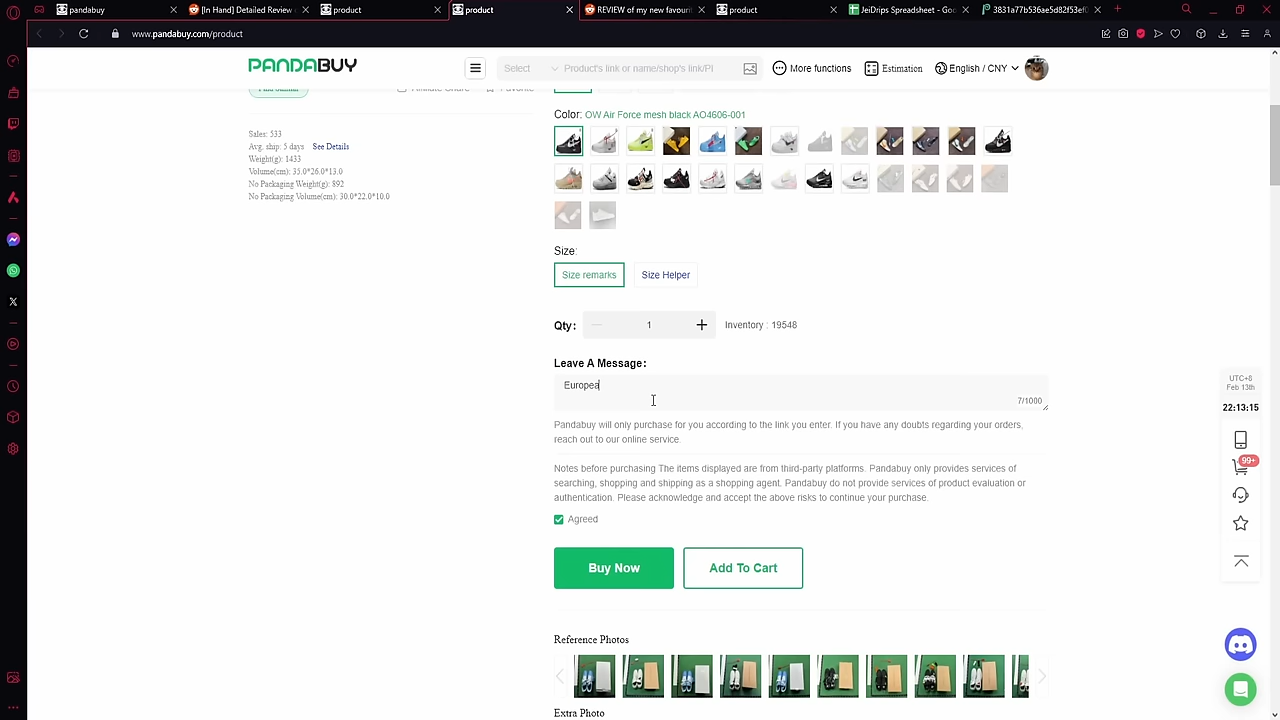 pandabuy
[In Hand] Detailed Review
product
product
REVIEW of my favouri
product
JeiDrips Spreadsheet - Goo
3831a77b536ae5d82f53ef
www.pandabuy.com/product
PANDABUY
Select
Product's link or name/shop's link/Pl
More functions
Estimation
English / CNY
Find Similar
Affiliate Share
Favorite
Color: OW Air Force mesh black AO4606-001
Sales: 533
Avg. ship: 5 days See Details
Weight(g): 1433
Volume(cm): 35.0*26.0*13.0
No Packaging Weight(g): 892
No Packaging Volume(cm): 30.0*22.0*10.0
Size:
Size remarks
Size Helper
Qty:
1
Inventory : 19548
Leave A Message:
Europea
7/1000
Pandabuy will only purchase for you according to the link you enter. If you have any doubts regarding your orders,
reach out to our online service.
Notes before purchasing The items displayed are from third-party platforms. Pandabuy only provides services of
searching, shopping and shipping as a shopping agent. Pandabuy do not provide services of product evaluation or
authentication. Please acknowledge and accept the above risks to continue your purchase.
Agreed
Buy Now
Add To Cart
Reference Photos
Extra Photo
UTC+8
Feb 13th
22:13:15
99+